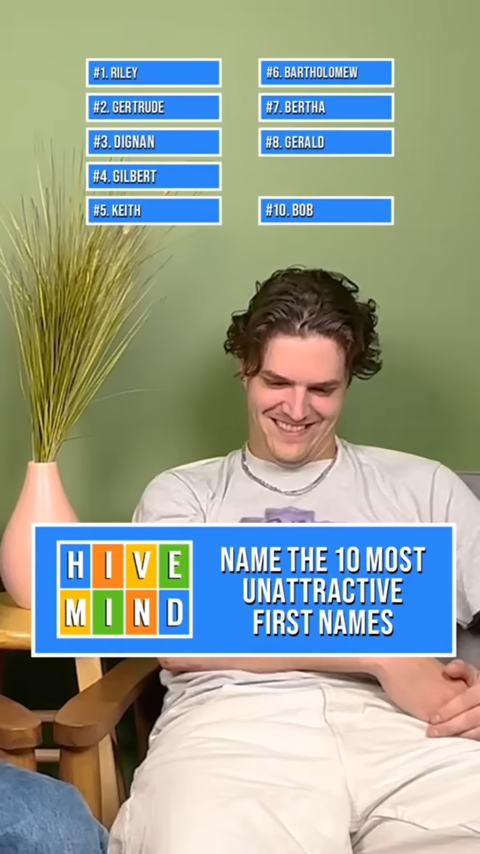 #1. RILEY
#2. GERTRUDE
#3. DIGNAN
#4. GILBERT
#5. KEITH
#6. BARTHOLOMEW
#7. BERTHA
#8. GERALD
#10. BOB
HIVE
MIND
NAME THE 10 MOST
UNATTRACTIVE
FIRST NAMES